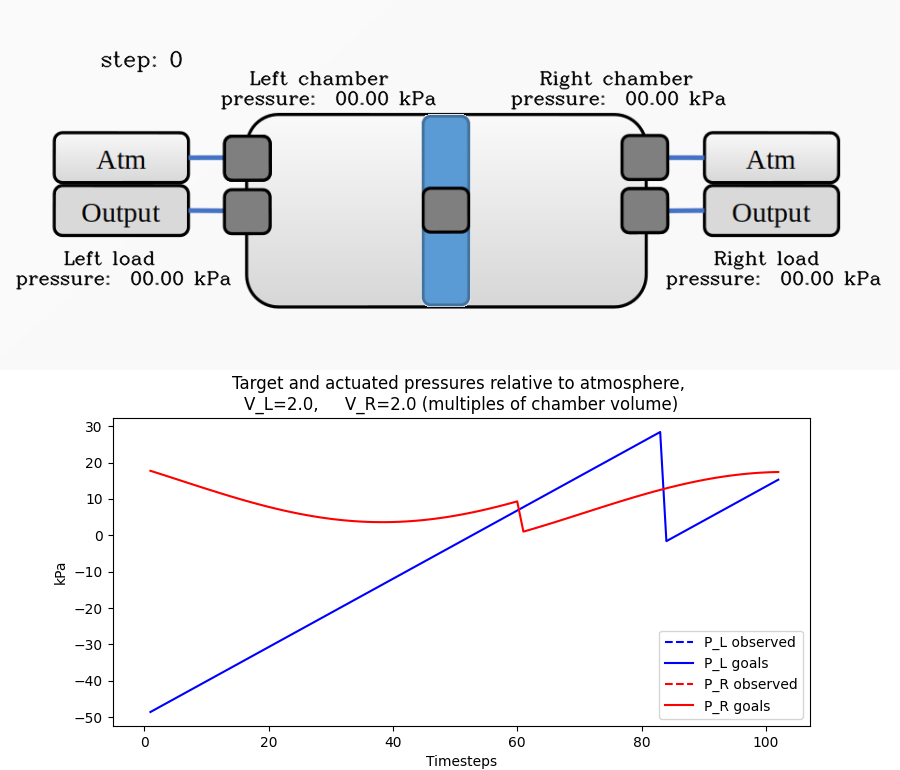 step: 0
Left chamber
pressure: 00.00 kPa
Right chamber
pressure: 00.00 kPa
Atm
Atm
Output
Output
Left load
pressure: 00.00 kPa
Right load
pressure: 00.00 kPa
Target and actuated pressures relative to atmosphere,
V_L=2.0, V_R=2.0 (multiples of chamber volume)
30
20
10
0
−10
−20
−30
−40
−50
kPa
P_L observed
P_L goals
P_R observed
P_R goals
0 20 40 60 80 100
Timesteps